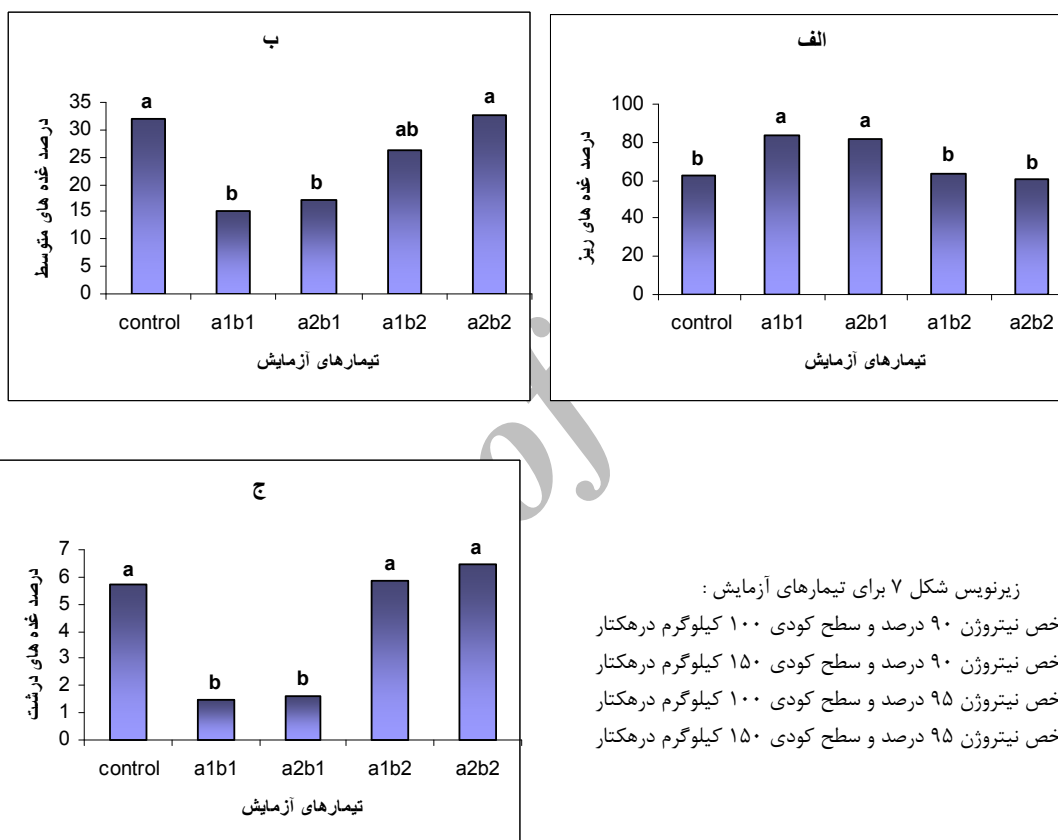 الف
100
80
60
40
20
0
b
a
a
b
b
control a1b1 a2b1 a1b2 a2b2
درصد غده های ریز
تیمارهای آزمایش
ب
35
30
25
20
15
10
5
0
a
b
b
ab
a
control a1b1 a2b1 a1b2 a2b2
درصد غده های متوسط
تیمارهای آزمایش
ج
7
6
5
4
3
2
1
0
a
b
b
a
a
control a1b1 a2b1 a1b2 a2b2
درصد غده های درشت
تیمارهای آزمایش
زیرنویس شکل ۷ برای تیمارهای آزمایش :
نیتروژن ۹۰ درصد و سطح کودی ۱۰۰ کیلوگرم درهکتار
نیتروژن ۹۰ درصد و سطح کودی ۱۵۰ کیلوگرم درهکتار
نیتروژن ۹۵ درصد و سطح کودی ۱۰۰ کیلوگرم درهکتار
نیتروژن ۹۵ درصد و سطح کودی ۱۵۰ کیلوگرم درهکتار